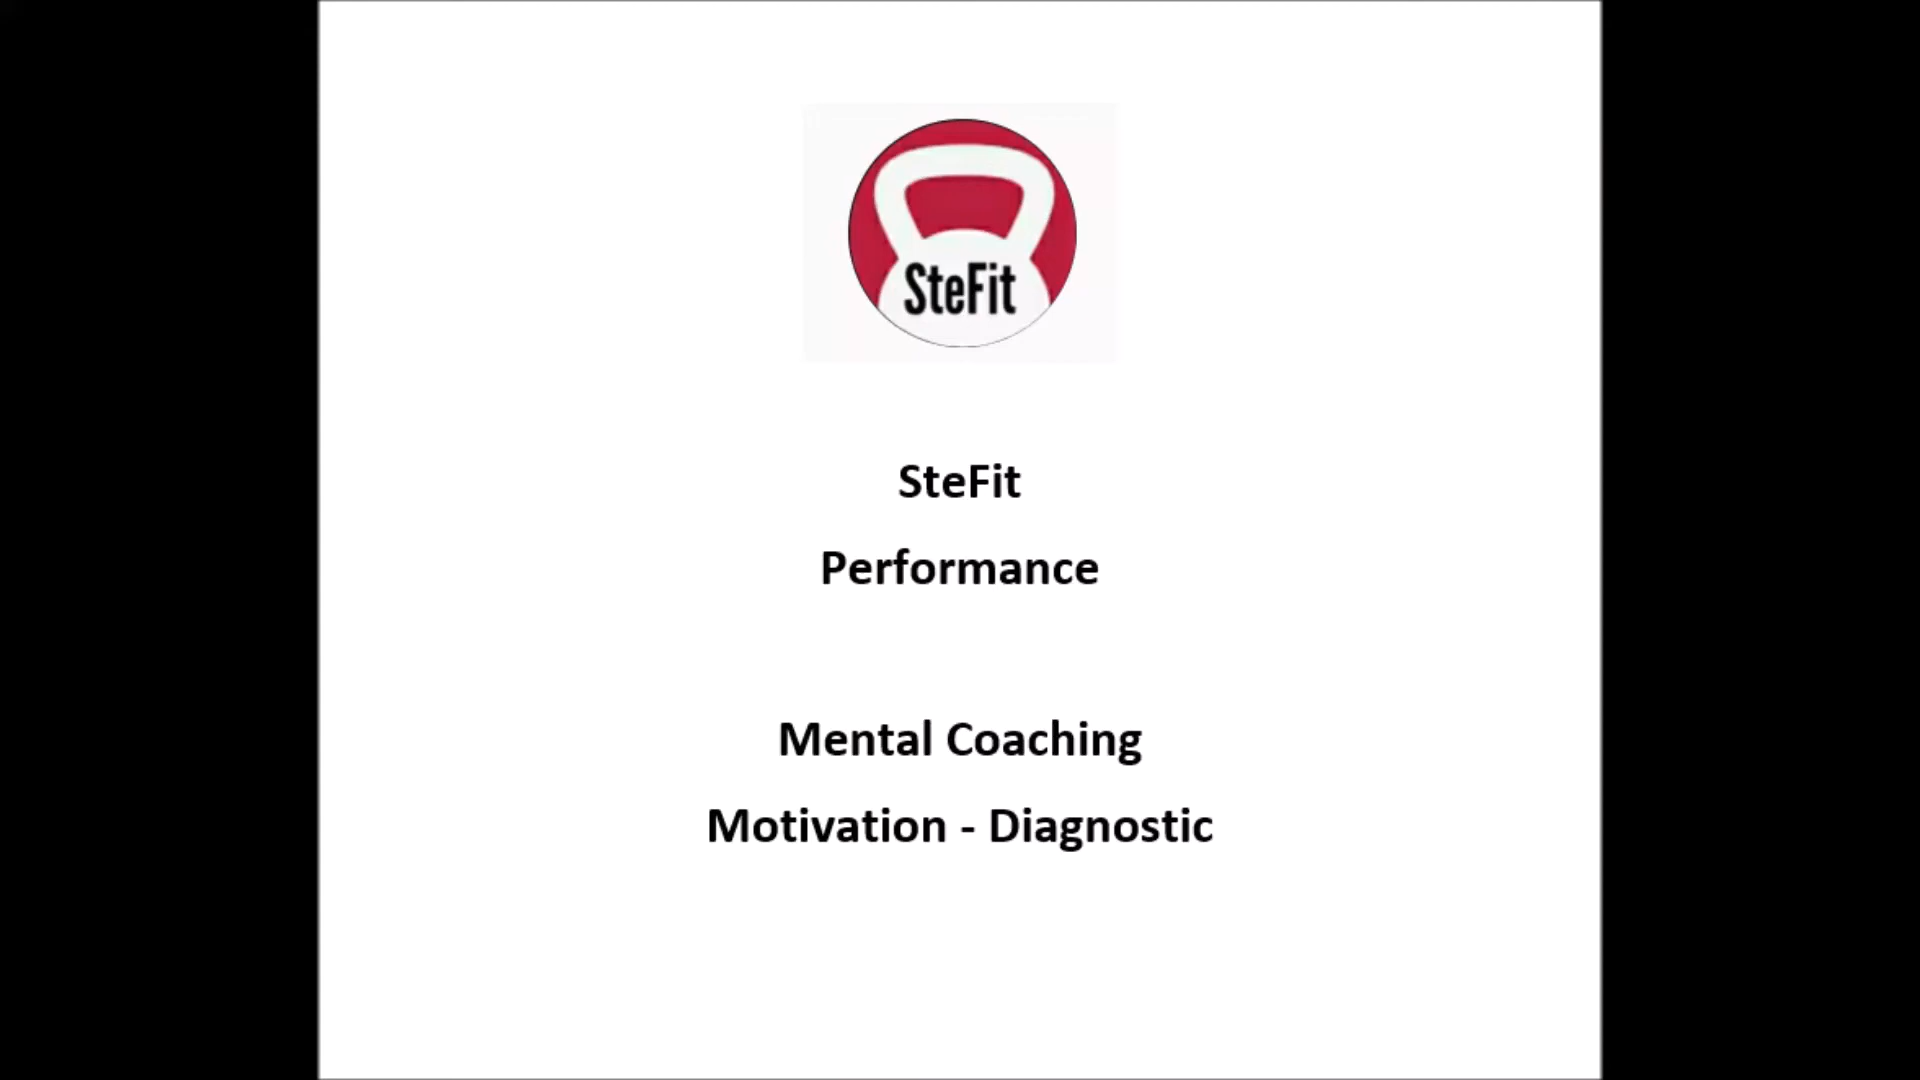 SteFit
SteFit
Performance
Mental Coaching
Motivation - Diagnostic